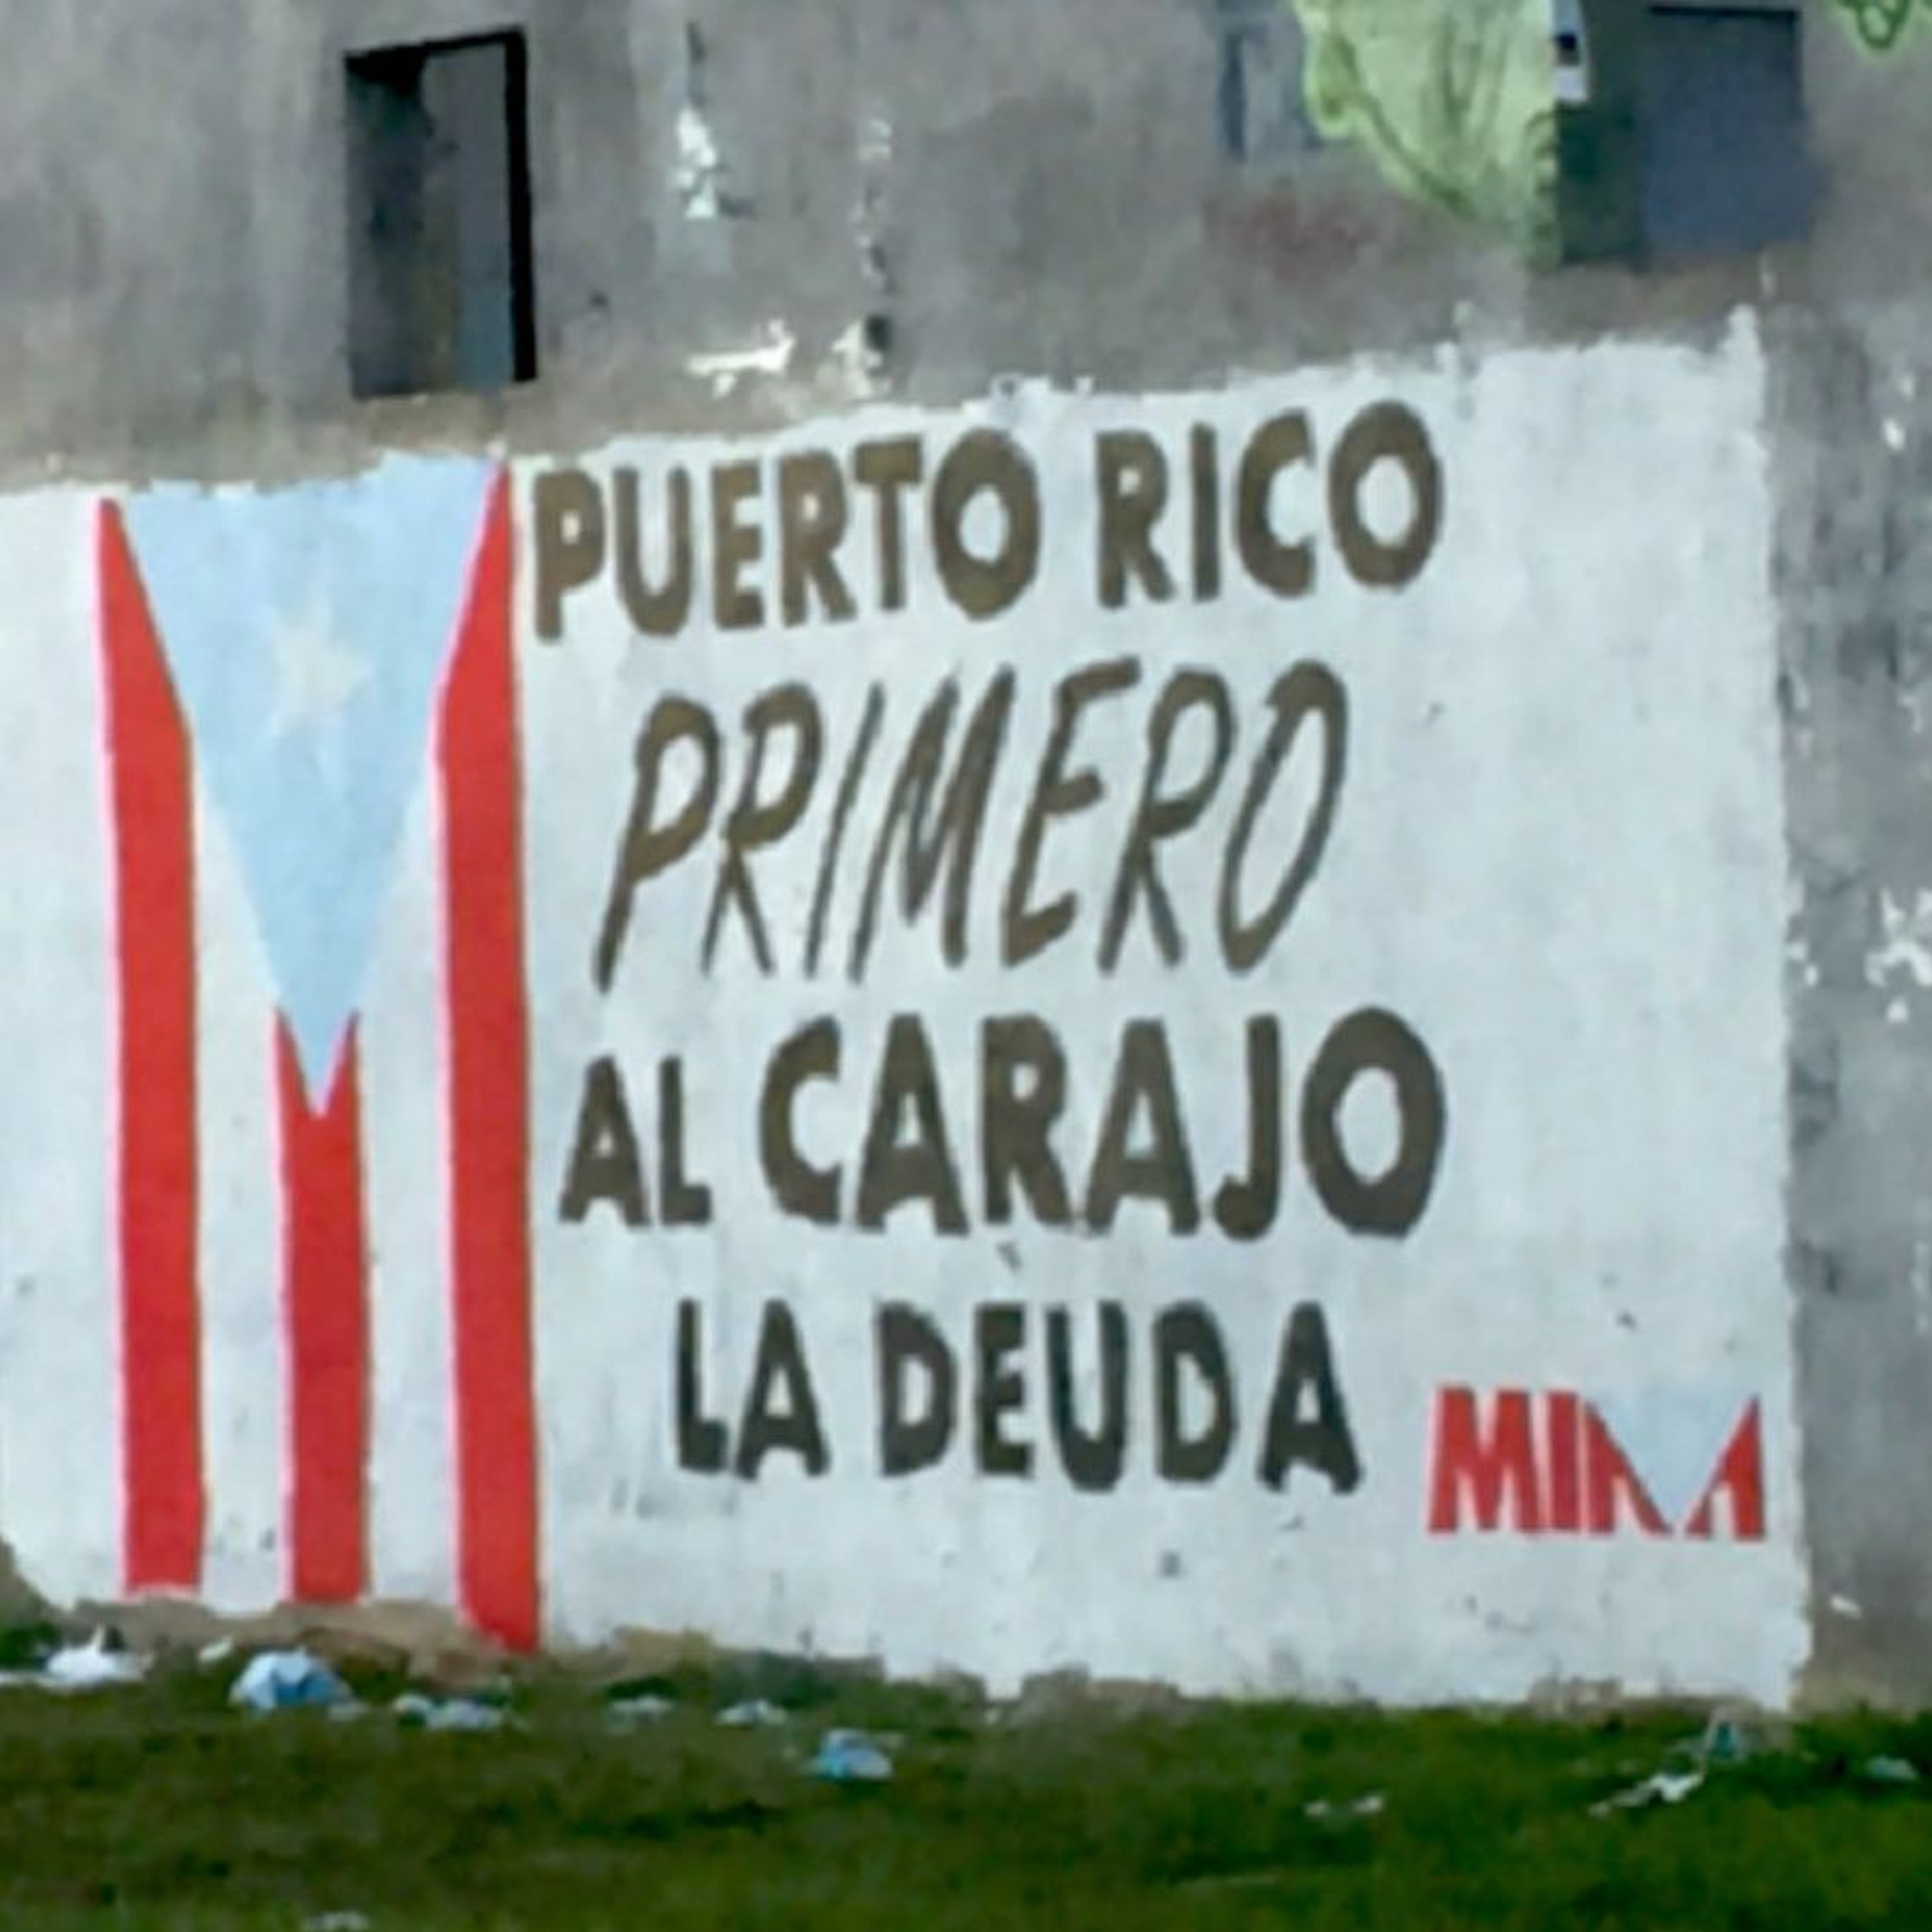 PUERTO RICO
PRIMERO
AL CARAJO
LA DEUDA